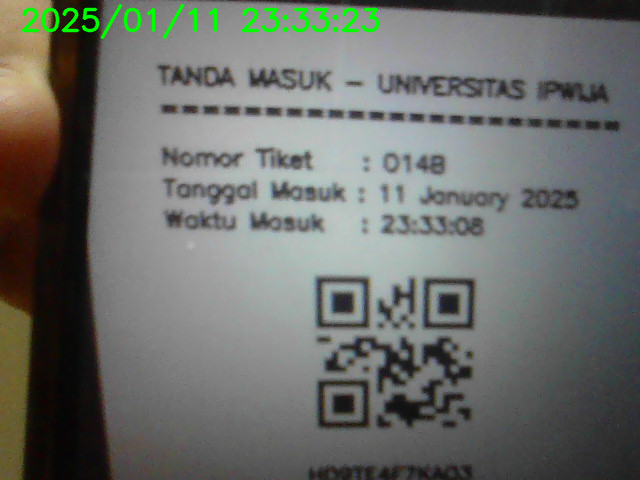 2025/01/11 23:33:23
TANDA MASUK - UNIVERSITAS IPWIJA
Nomor Tiket : 0148
Tanggal Masuk : 11 January 2025
Waktu Masuk : 23:33:08